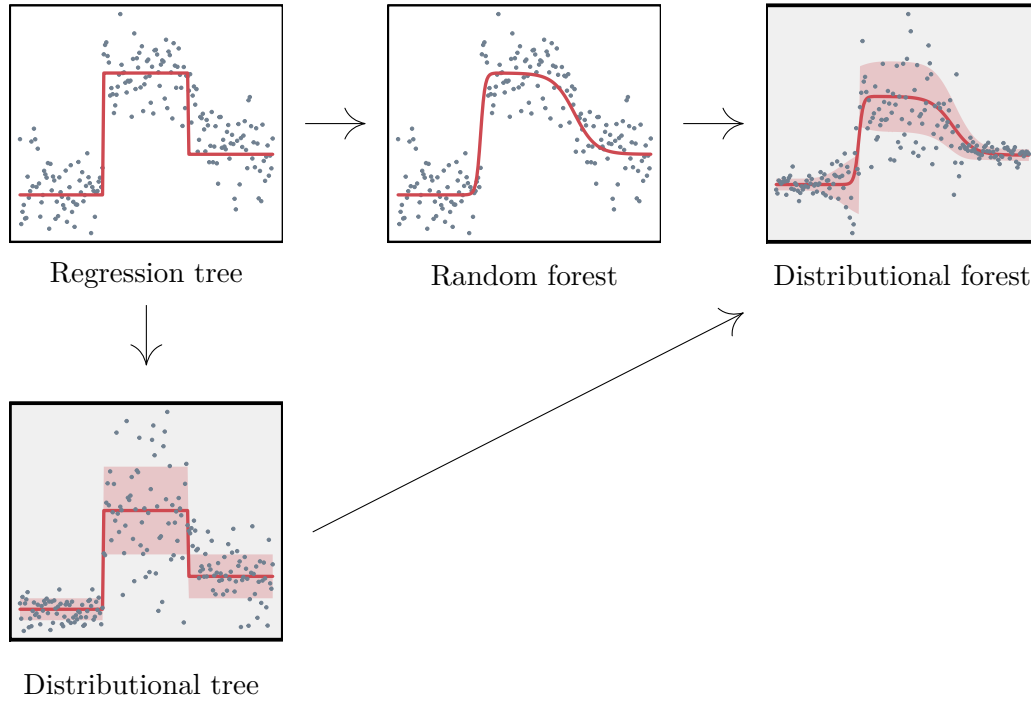 Regression tree
Random forest
Distributional forest
Distributional tree